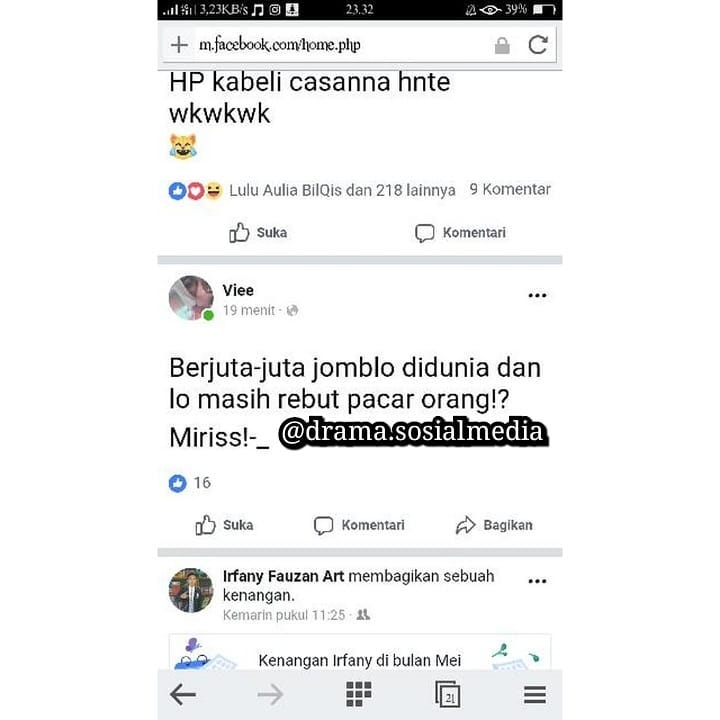 3,23KB/s 23.32 39%
m.facebook.com/home.php
HP kabeli casanna hnte
wkwkwk
Lulu Aulia BilQis dan 218 lainnya 9 Komentar
Suka Komentari
Viee
19 menit ·
Berjuta-juta jomblo didunia dan
lo masih rebut pacar orang!?
Miriss!-_ @drama.sosialmedia
16
Suka Komentari Bagikan
Irfany Fauzan Art membagikan sebuah
kenangan.
Kemarin pukul 11:25 ·
Kenangan Irfany di bulan Mei
21